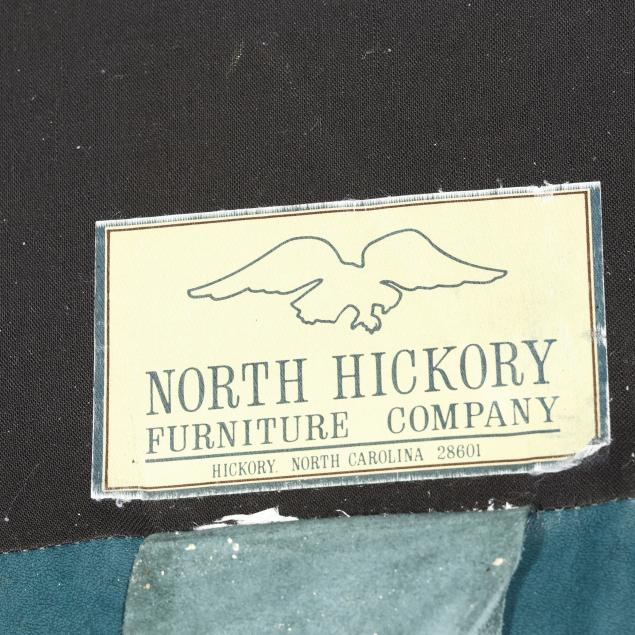 NORTH HICKORY
FURNITURE COMPANY
HICKORY, NORTH CAROLINA 28601